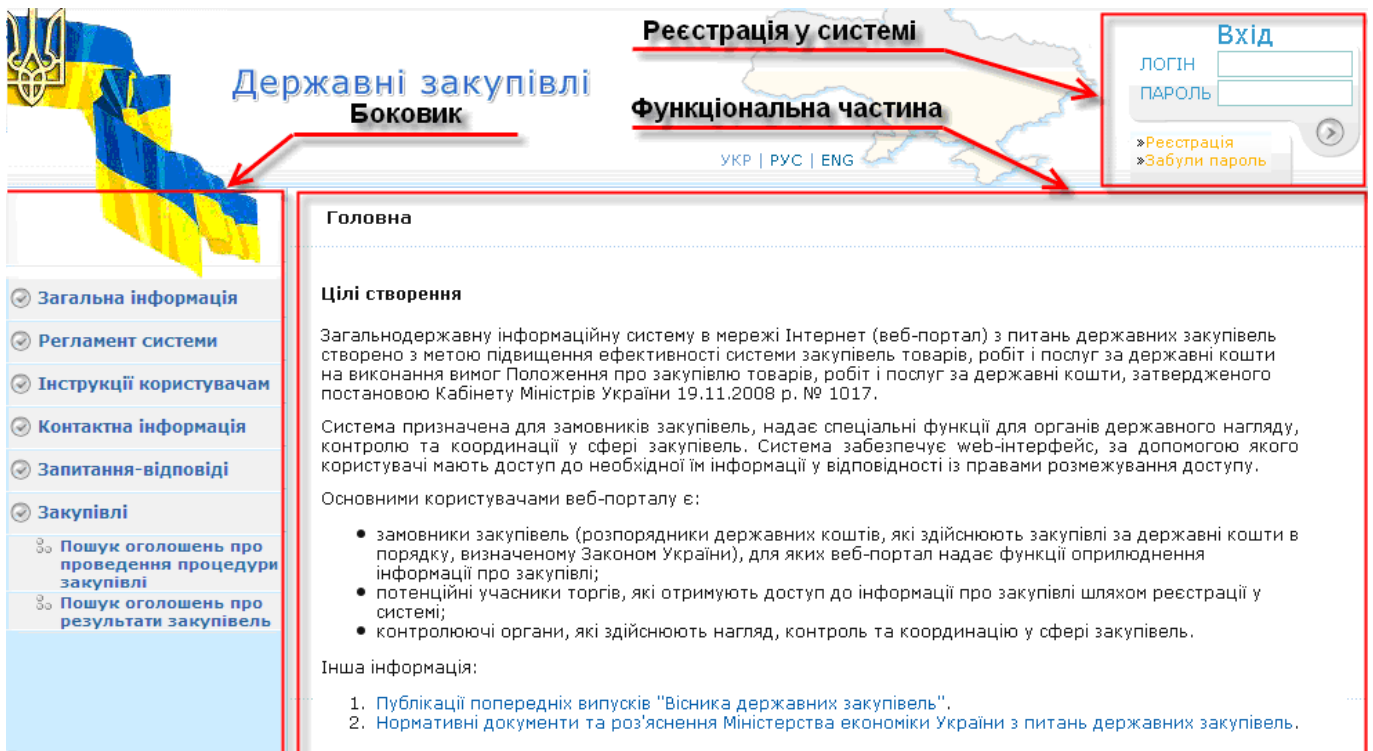 Реєстрація у системі
Вхід
ЛОГІН
ПАРОЛЬ
»Реєстрація
»Забули пароль
Державні закупівлі
Боковик
Функціональна частина
УКР | РУС | ENG
Загальна інформація
Регламент системи
Інструкції користувачам
Контактна інформація
Запитання-відповіді
Закупівлі
Пошук оголошень про
проведення процедури
закупівлі
Пошук оголошень про
результати закупівель
Головна
Цілі створення
Загальнодержавну інформаційну систему в мережі Інтернет (веб-портал) з питань державних закупівель
створено з метою підвищення ефективності системи закупівель товарів, робіт і послуг за державні кошти
на виконання вимог Положення про закупівлю товарів, робіт і послуг за державні кошти, затвердженого
постановою Кабінету Міністрів України 19.11.2008 р. № 1017.
Система призначена для замовників закупівель, надає спеціальні функції для органів державного нагляду,
контролю та координації у сфері закупівель. Система забезпечує web-інтерфейс, за допомогою якого
користувачі мають доступ до необхідної їм інформації у відповідності із правами розмежування доступу.
Основними користувачами веб-порталу є:
• замовники закупівель (розпорядники державних коштів, які здійснюють закупівлі за державні кошти в
порядку, визначеному Законом України), для яких веб-портал надає функції оприлюднення
інформації про закупівлі;
• потенційні учасники торгів, які отримують доступ до інформації про закупівлі шляхом реєстрації у
системі;
• контролюючі органи, які здійснюють нагляд, контроль та координацію у сфері закупівель.
Інша інформація:
1. Публікації попередніх випусків "Вісника державних закупівель".
2. Нормативні документи та роз'яснення Міністерства економіки України з питань державних закупівель.